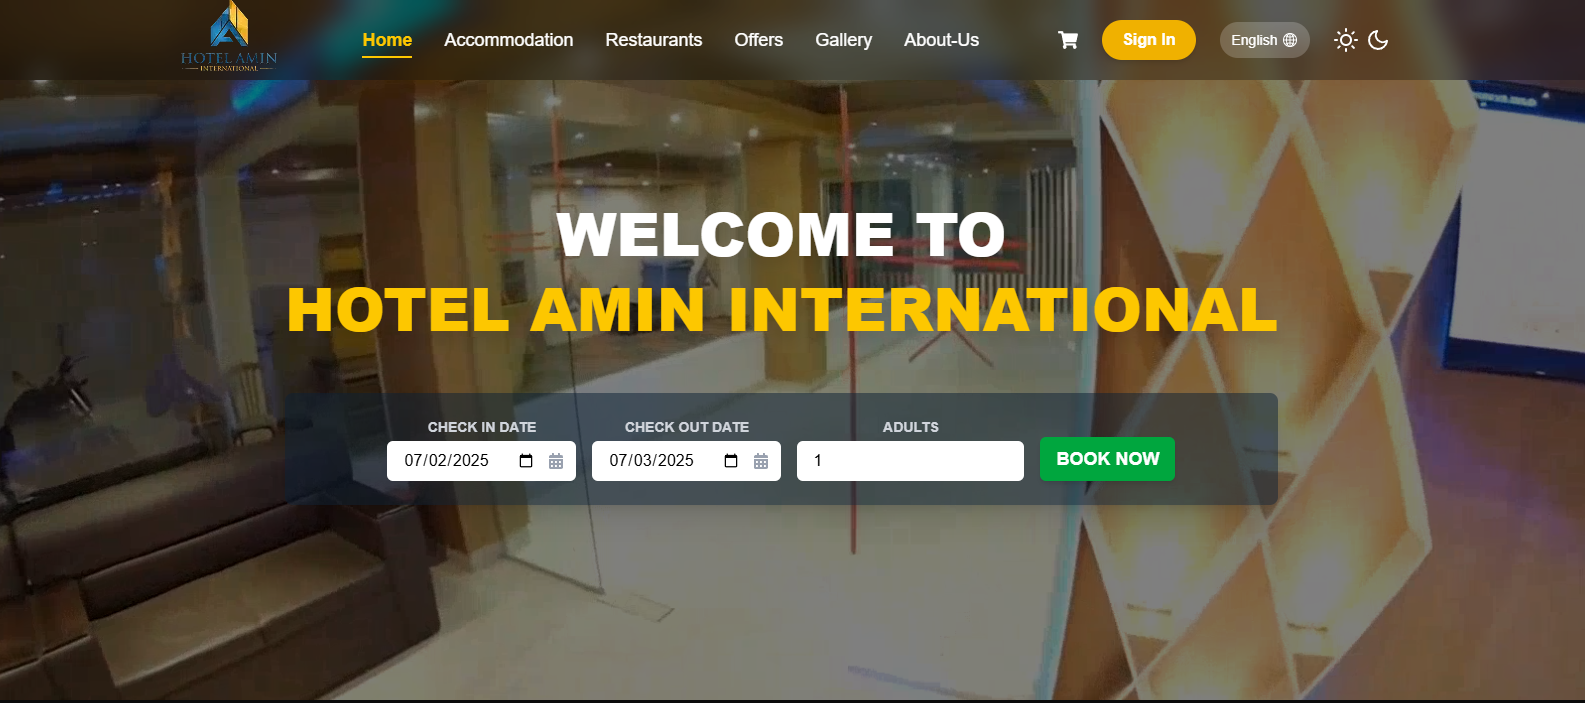 HOTEL AMIN
INTERNATIONAL
Home Accommodation Restaurants Offers Gallery About-Us Sign In English
WELCOME TO
HOTEL AMIN INTERNATIONAL
CHECK IN DATE CHECK OUT DATE ADULTS
07/02/2025 07/03/2025 1 BOOK NOW